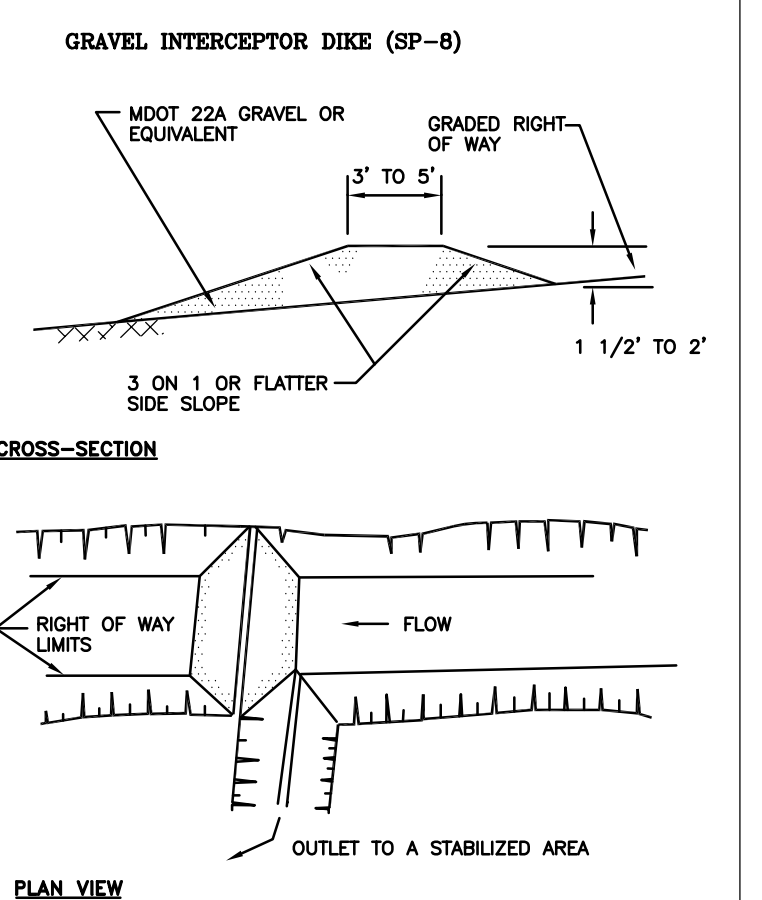 GRAVEL INTERCEPTOR DIKE (SP-8)
MDOT 22A GRAVEL OR
EQUIVALENT
GRADED RIGHT
OF WAY
3' TO 5'
1 1/2' TO 2'
3 ON 1 OR FLATTER
SIDE SLOPE
CROSS-SECTION
RIGHT OF WAY
LIMITS
FLOW
OUTLET TO A STABILIZED AREA
PLAN VIEW